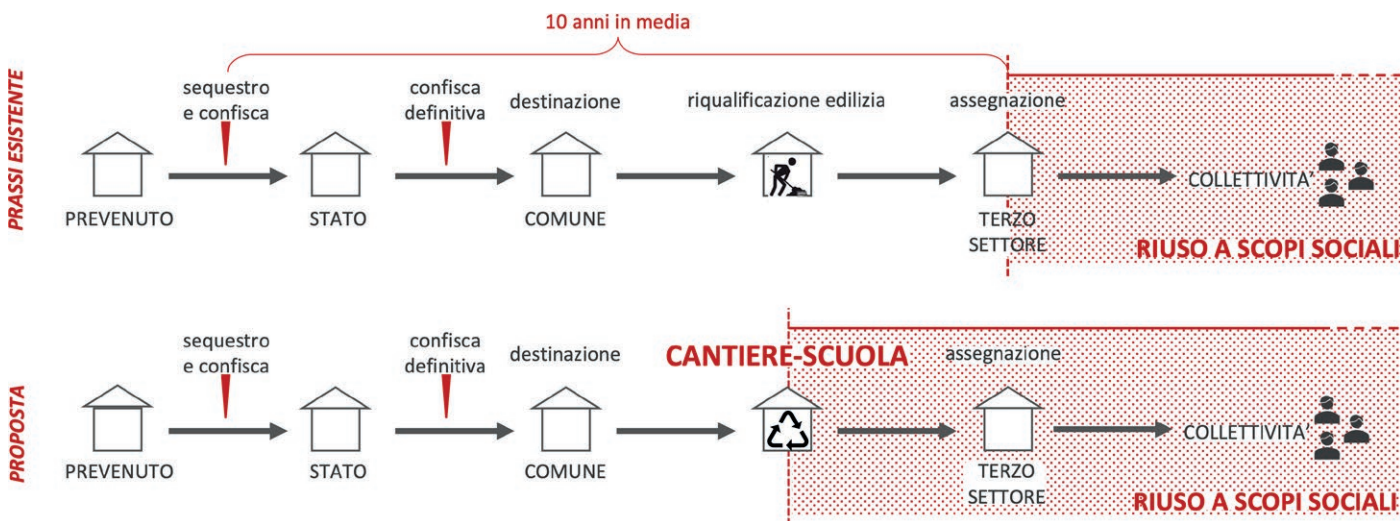 10 anni in media
PRASSI ESISTENTE
sequestro
e confisca
confisca
definitiva
destinazione
riqualificazione edilizia
assegnazione
PREVENUTO
STATO
COMUNE
TERZO
SETTORE
COLLETTIVITA'
RIUSO A SCOPI SOCIALI
PROPOSTA
sequestro
e confisca
confisca
definitiva
destinazione
CANTIERE-SCUOLA
assegnazione
PREVENUTO
STATO
COMUNE
TERZO
SETTORE
COLLETTIVITA'
RIUSO A SCOPI SOCIALI